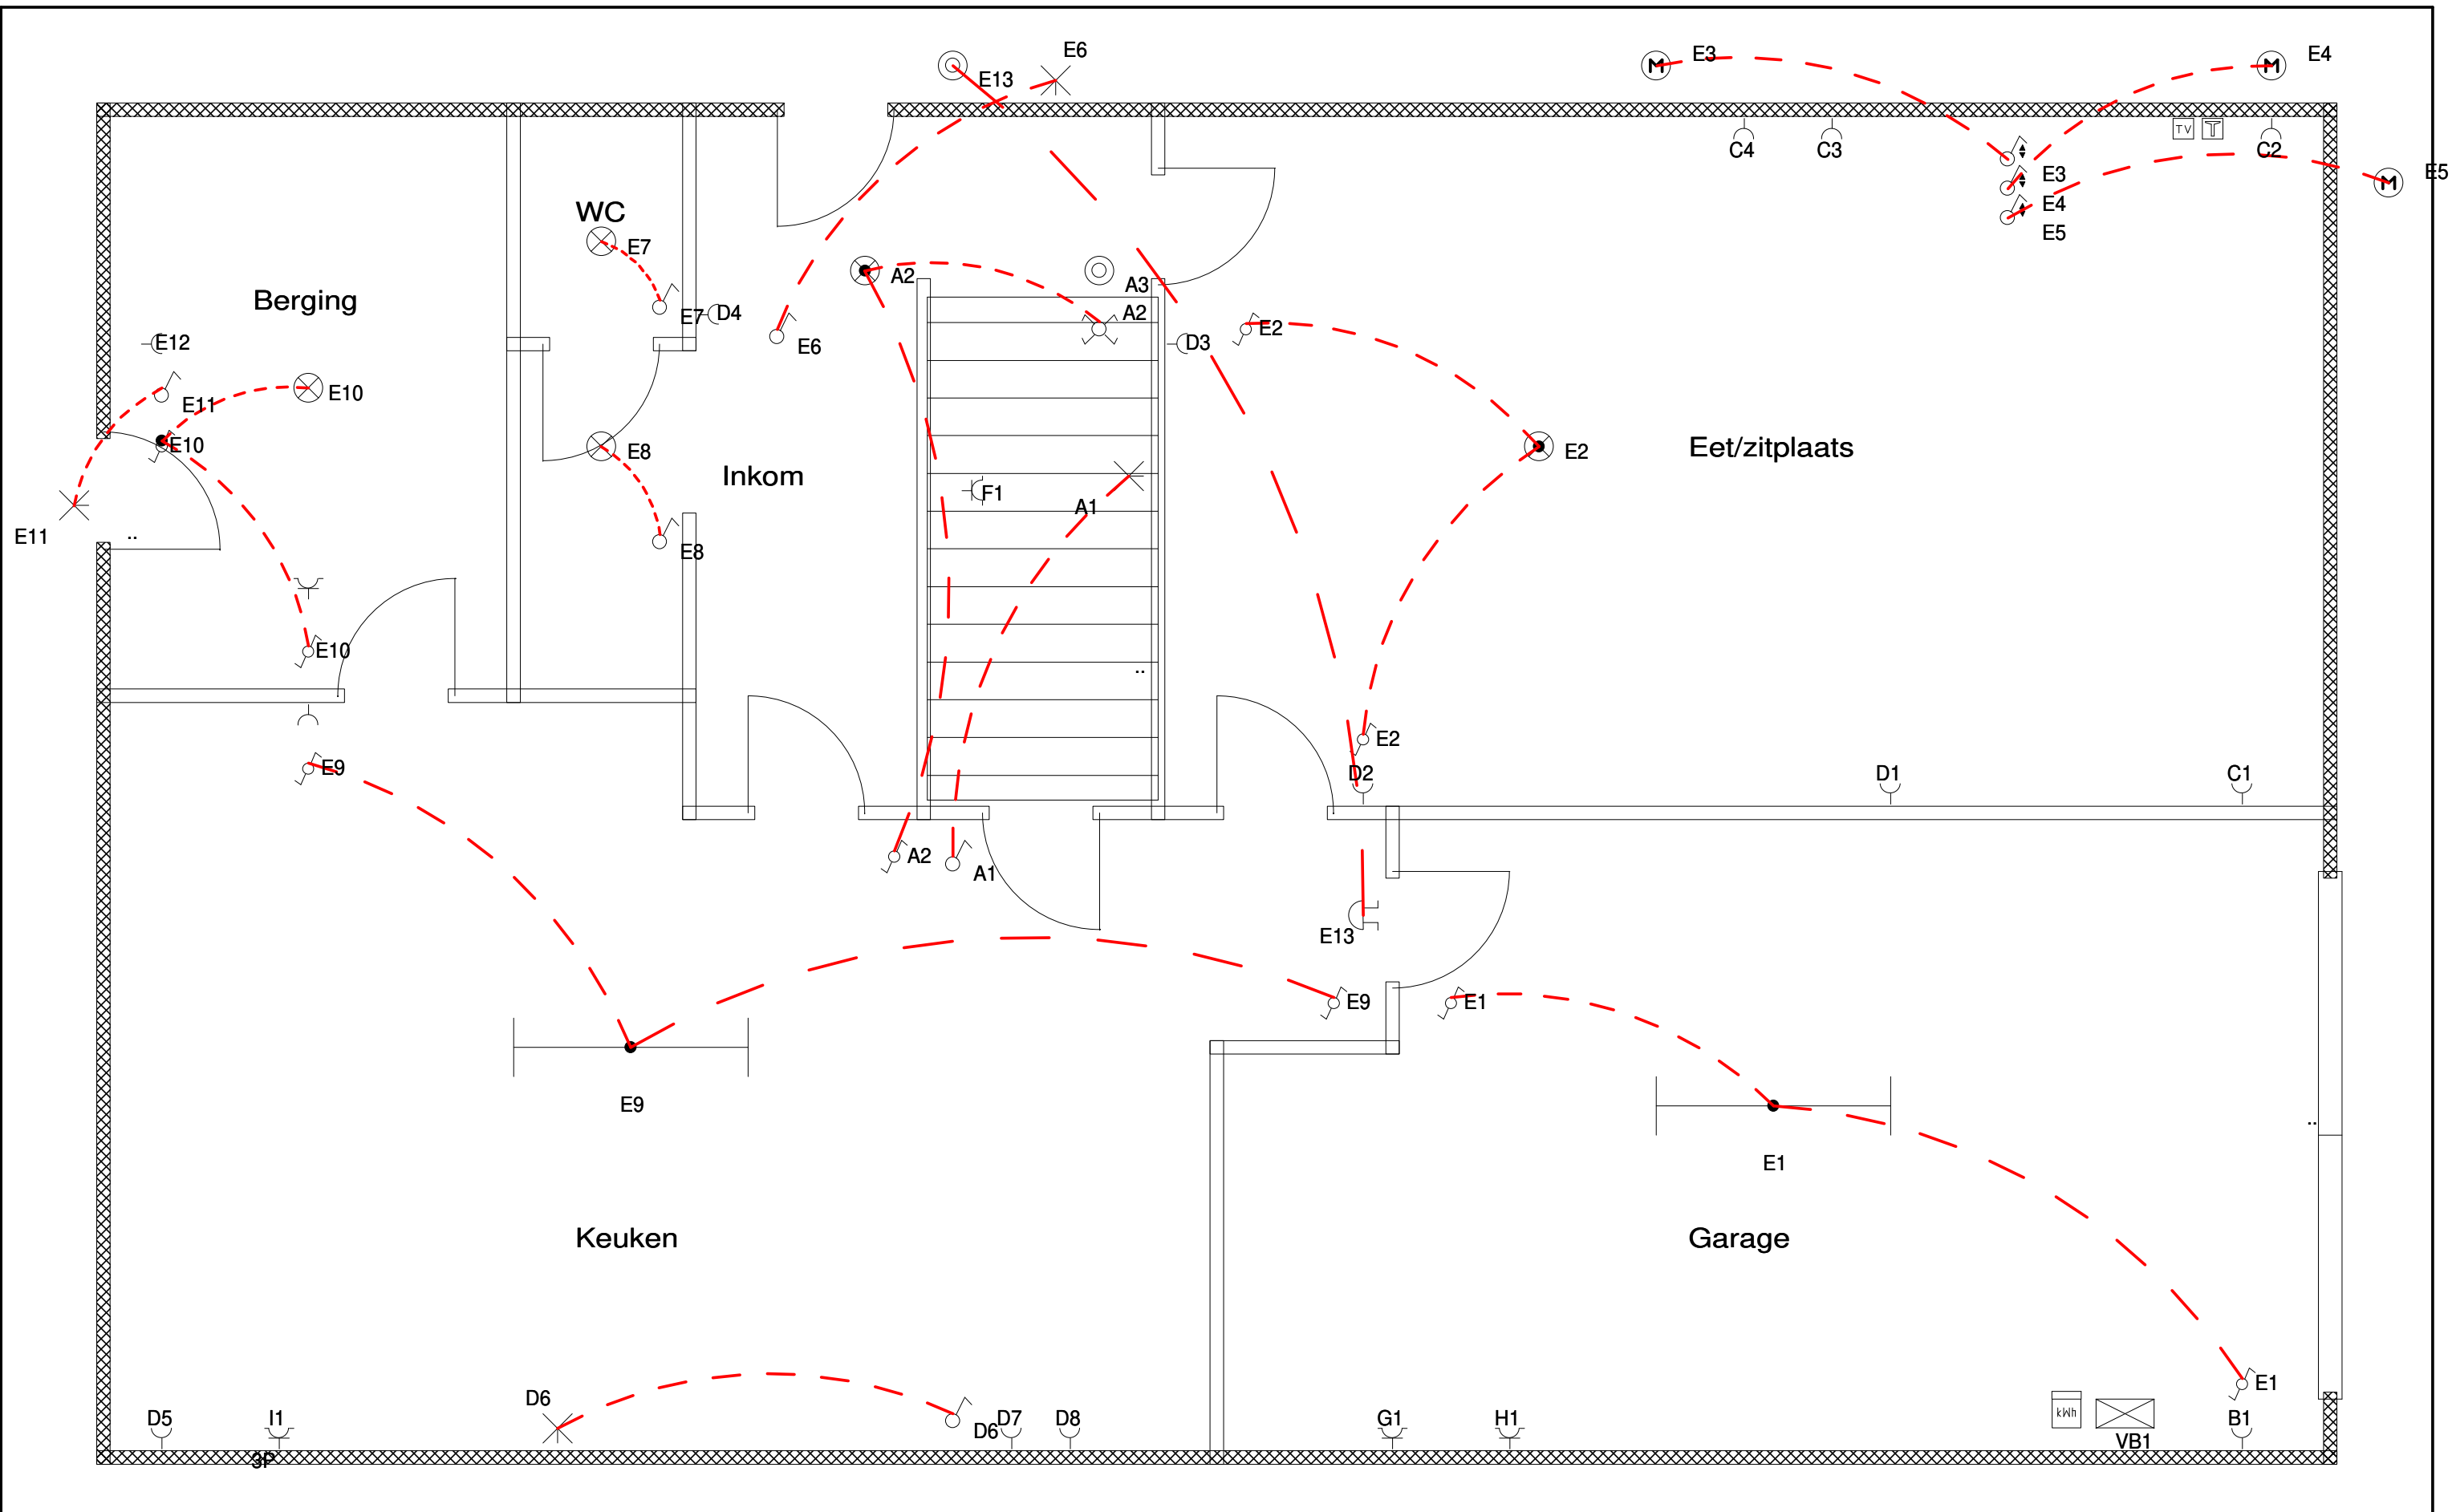 E6
E3
E4
E13
M
M
TV
T
C4
C3
C2
E3
E5
M
E4
E5
WC
E7
A2
A3
Berging
E7
D4
A2
E6
E2
D3
E12
E11
E10
E10
E8
E2
Eet/zitplaats
Inkom
F1
A1
E11
E8
E10
E2
E9
D2
D1
C1
A2
A1
E13
E9
E1
E9
E1
Keuken
Garage
D6
E1
D5
I1
D6
D7
D8
G1
H1
kWh
B1
VB1
3P